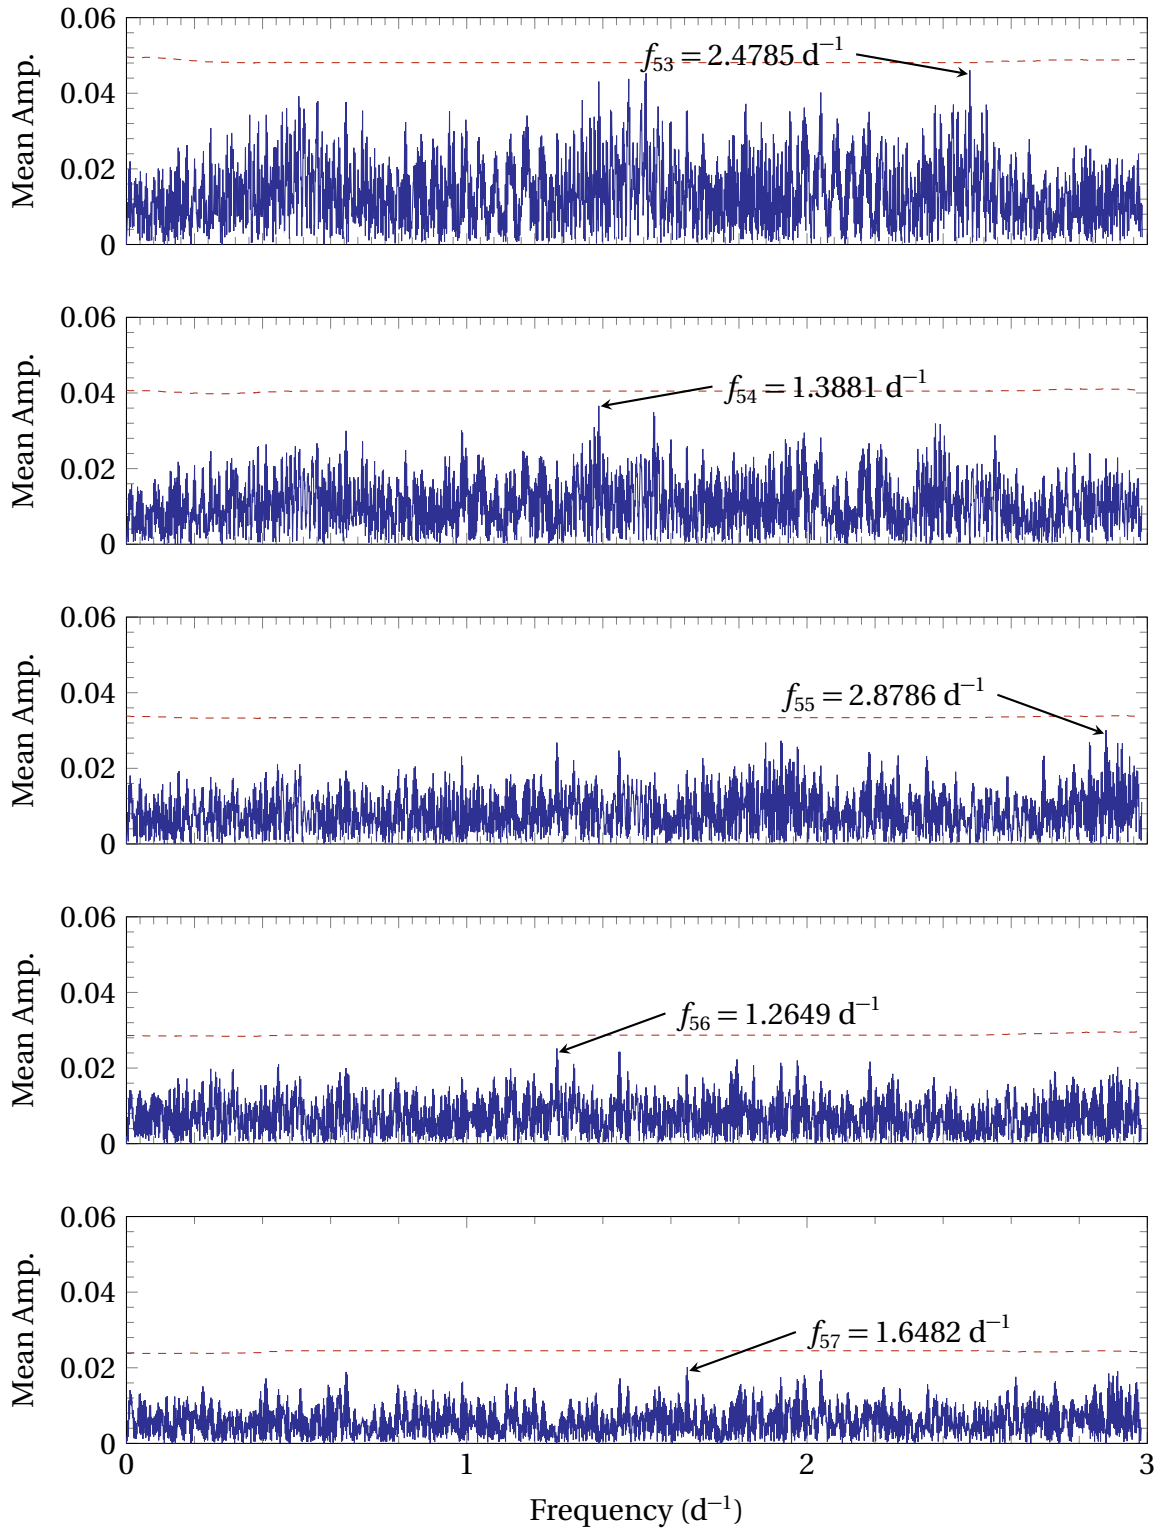 0.06
f53 = 2.4785 d−1
0.04
0.02
0
Mean Amp.
0.06
f54 = 1.3881 d−1
0.04
0.02
0
Mean Amp.
0.06
f55 = 2.8786 d−1
0.04
0.02
0
Mean Amp.
0.06
f56 = 1.2649 d−1
0.04
0.02
0
Mean Amp.
0.06
f57 = 1.6482 d−1
0.04
0.02
0
Mean Amp.
0 1 2 3
Frequency (d−1)